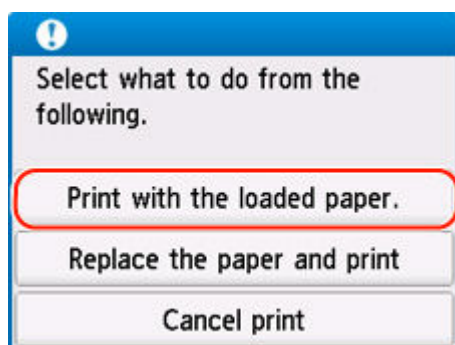 Select what to do from the
following.
Print with the loaded paper.
Replace the paper and print
Cancel print